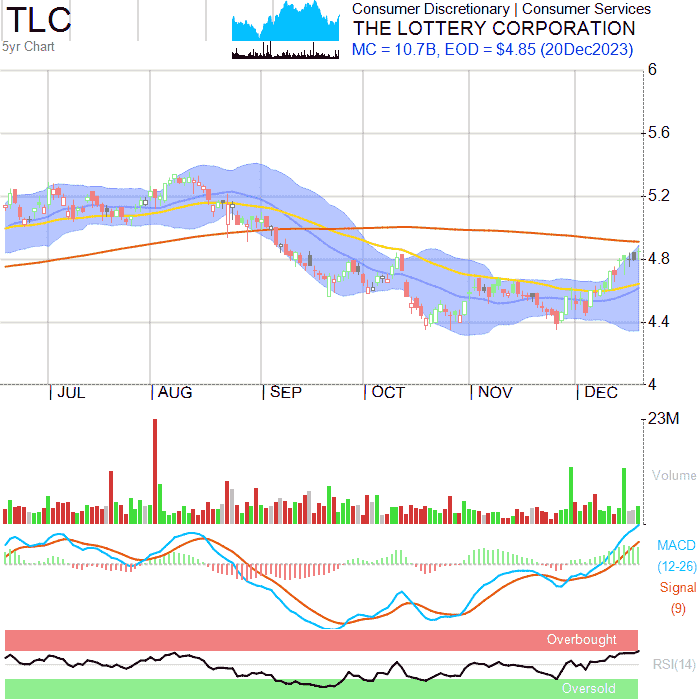 TLC
5yr Chart
Consumer Discretionary | Consumer Services
THE LOTTERY CORPORATION
MC = 10.7B, EOD = $4.85 (20Dec2023)
6
5.6
5.2
4.8
4.4
4
JUL AUG SEP OCT NOV DEC
23M
Volume
MACD
(12-26)
Signal
(9)
Overbought
RSI(14)
Oversold